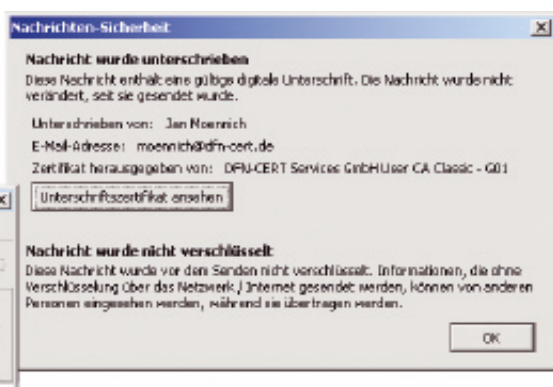 Nachrichten-Sicherheit
Nachricht wurde unterschrieben
Diese Nachricht enthält eine gültige digitale Unterschrift. Die Nachricht wurde nicht
verändert, seit sie gesendet wurde.
Unterschrieben von: Jan Moennich
E-Mail-Adresse: moennich@dfn-cert.de
Zertifikat herausgegeben von: DFN-CERT Services GmbH User CA Classic - G01
Unterschriftszertifikat ansehen
Nachricht wurde nicht verschlüsselt
Diese Nachricht wurde vor dem Senden nicht verschlüsselt. Informationen, die ohne
Verschlüsselung über das Netzwerk / Internet gesendet werden, können von anderen
Personen eingesehen werden, während sie übertragen werden.
OK